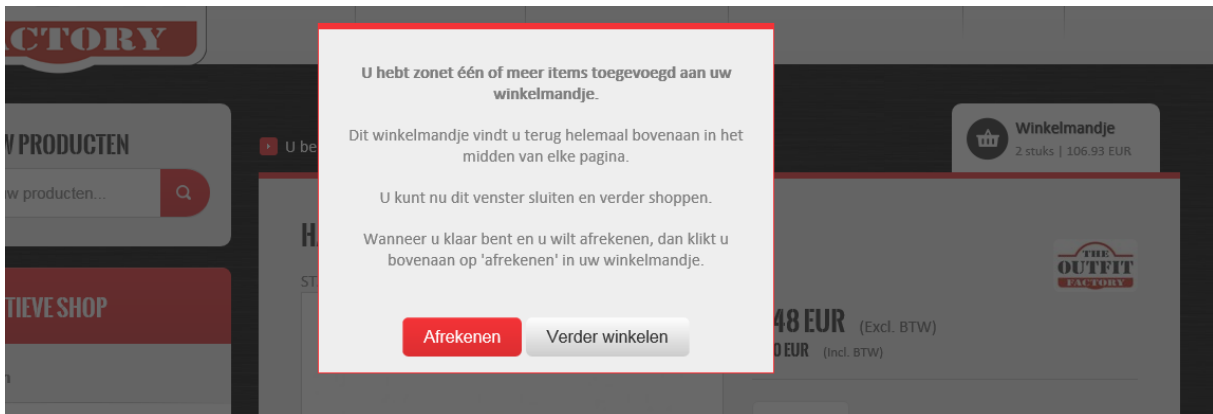 CTORY
U hebt zonet één of meer items toegevoegd aan uw
winkelmandje.
Dit winkelmandje vindt u terug helemaal bovenaan in het
midden van elke pagina.
U kunt nu dit venster sluiten en verder shoppen.
Wanneer u klaar bent en u wilt afrekenen, dan klikt u
bovenaan op 'afrekenen' in uw winkelmandje.
Afrekenen
Verder winkelen
Winkelmandje
2 stuks | 106.93 EUR
W PRODUCTEN
uw producten...
U be
TIEVE SHOP
THE
OUTFIT
FACTORY
48 EUR (Excl. BTW)
0 EUR (Incl. BTW)